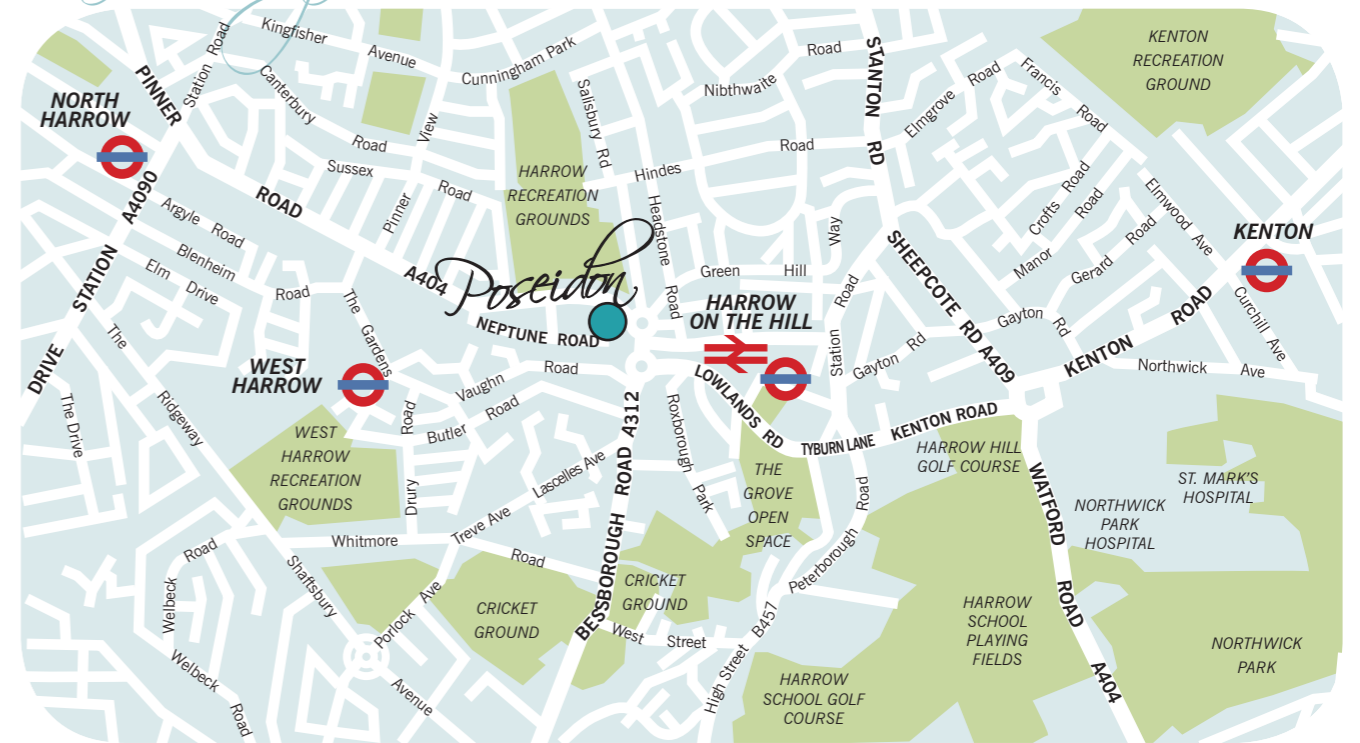 Kingfisher
Avenue
Cunningham Park
Station Road
PINNER
Canterbury
Road
NORTH
HARROW
Sussex
Road
View
Pinner
Salisbury Rd
Nibthwaite
Road
STANTON
RD
Elmgrove Road
Francis
Road
KENTON
RECREATION
GROUND
Hindes
Road
HARROW
RECREATION
GROUNDS
Headstone
Road
ROAD
A4090
Argyle Road
Blenheim
Road
Elm
Drive
STATION
DRIVE
The
Ridgeway
The Drive
The
Gardens
A404
Poseidon
NEPTUNE ROAD
Green Hill
Way
HARROW
ON THE HILL
Station
Road
SHEEPCOTE RD A409
Crofts Road
Manor
Road
Gerard
Road
Elmwood Ave
KENTON
Curchill Ave
Gayton
Rd
Gayton Rd
KENTON
ROAD
Northwick
Ave
WEST
HARROW
Vaughn
Road
Butler
Road
Drury
Road
LOWLANDS RD
TYBURN LANE
KENTON ROAD
Roxborough
Park
BESSBOROUGH ROAD A312
Lascelles Ave
WEST
HARROW
RECREATION
GROUNDS
THE
GROVE
OPEN
SPACE
HARROW HILL
GOLF COURSE
WATFORD
ROAD
A404
ST. MARK'S
HOSPITAL
NORTHWICK
PARK
HOSPITAL
Whitmore
Road
Treve Ave
Shaftsbury
Avenue
Porlock Ave
Welbeck
Road
Welbeck
Road
CRICKET
GROUND
CRICKET
GROUND
West
Street
High Street
B457
Peterborough
Road
HARROW
SCHOOL
PLAYING
FIELDS
HARROW
SCHOOL GOLF
COURSE
NORTHWICK
PARK